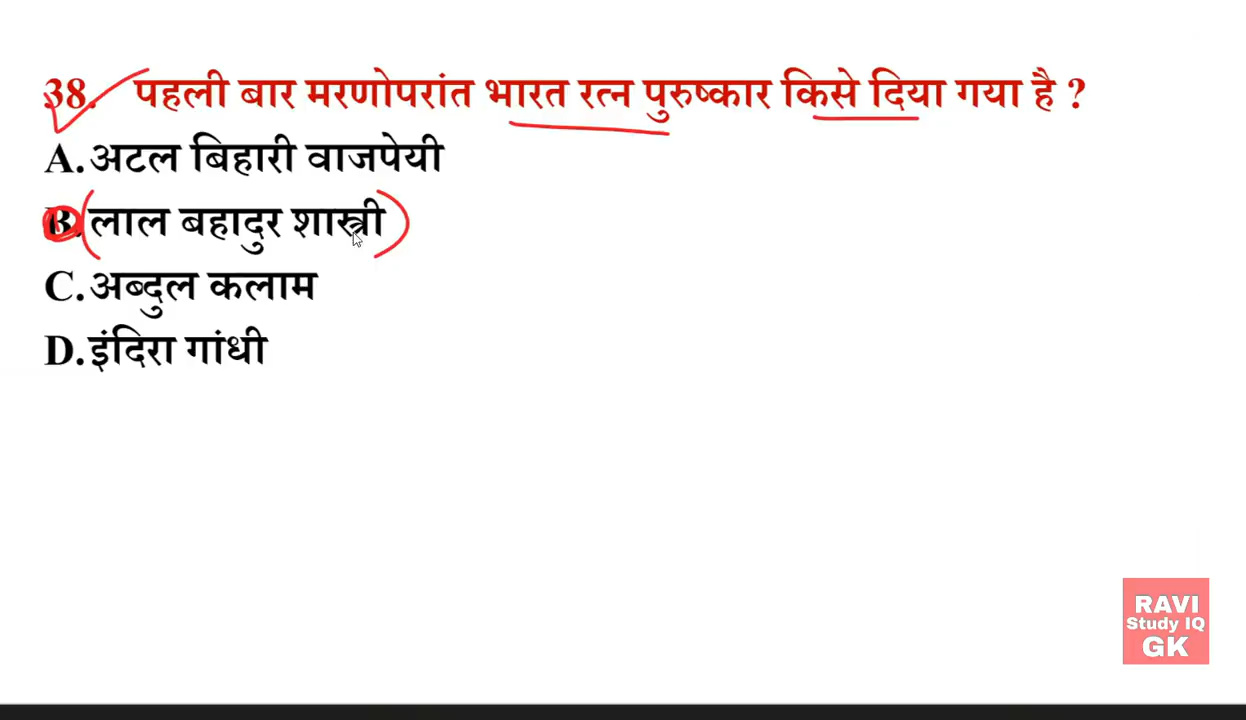 38. पहली बार मरणोपरांत भारत रत्न पुरुष्कार किसे दिया गया है ?
A.अटल बिहारी वाजपेयी
B.लाल बहादुर शास्त्री
C.अब्दुल कलाम
D.इंदिरा गांधी
RAVI
Study IQ
GK